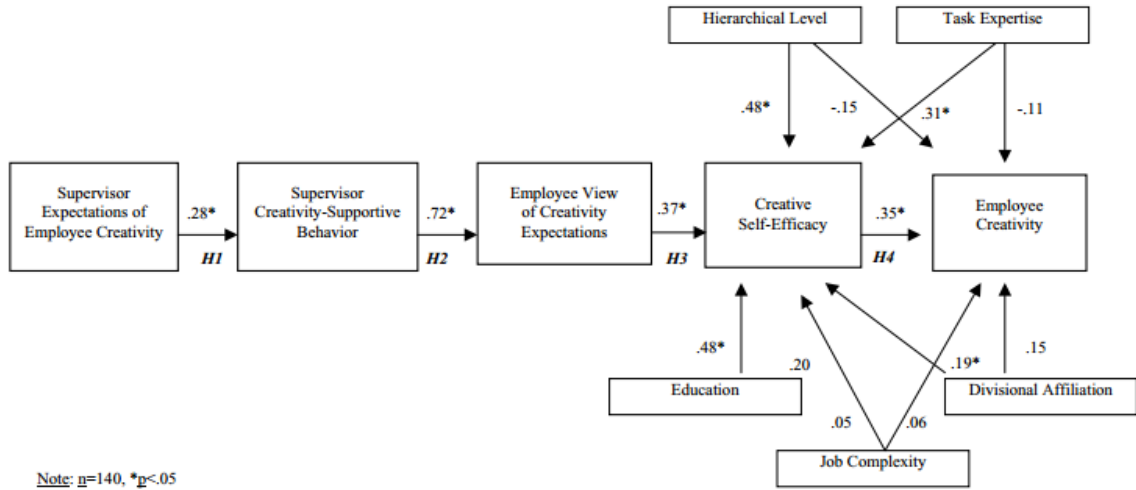 Hierarchical Level
Task Expertise
.48*
-.15
.31*
-.11
Supervisor
Expectations of
Employee Creativity
.28*
H1
Supervisor
Creativity-Supportive
Behavior
.72*
H2
Employee View
of Creativity
Expectations
.37*
H3
Creative
Self-Efficacy
.35*
H4
Employee
Creativity
.48*
.20
.19*
.15
Education
Divisional Affiliation
.05
.06
Job Complexity
Note: n=140, *p<.05